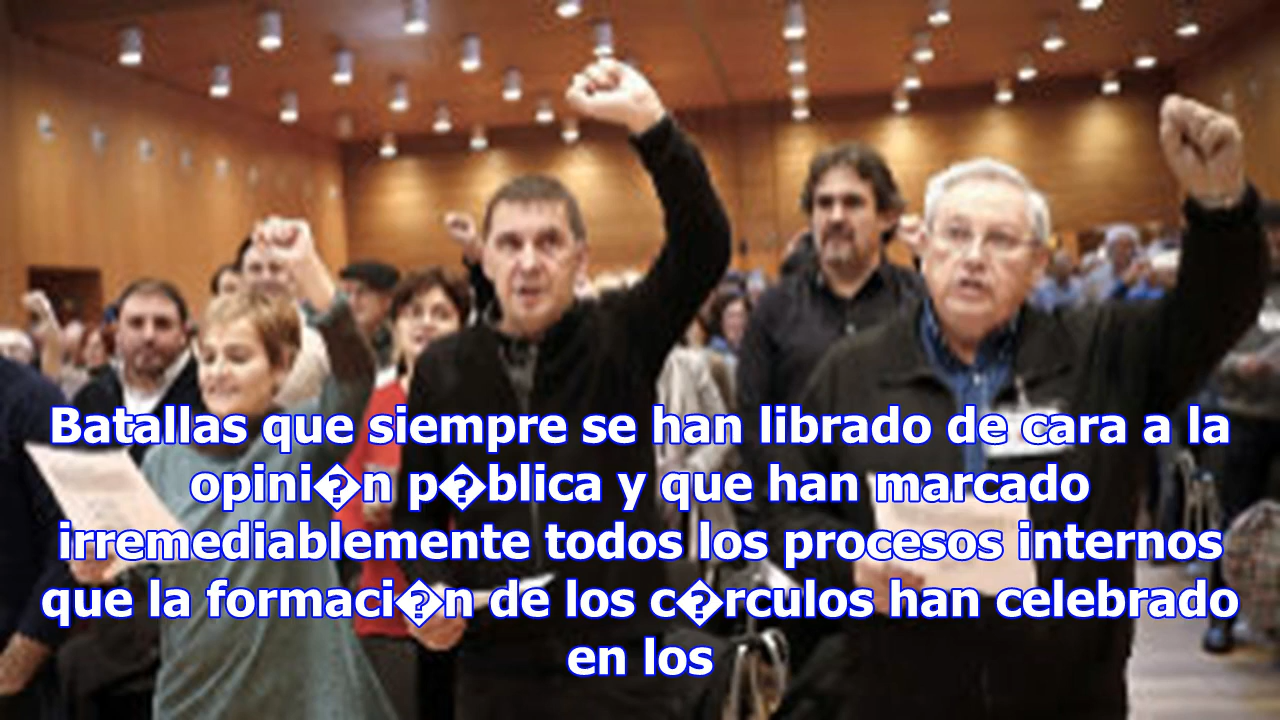 Batallas que siempre se han librado de cara a la
opini�n p�blica y que han marcado
irremediablemente todos los procesos internos
que la formaci�n de los c�rculos han celebrado
en los